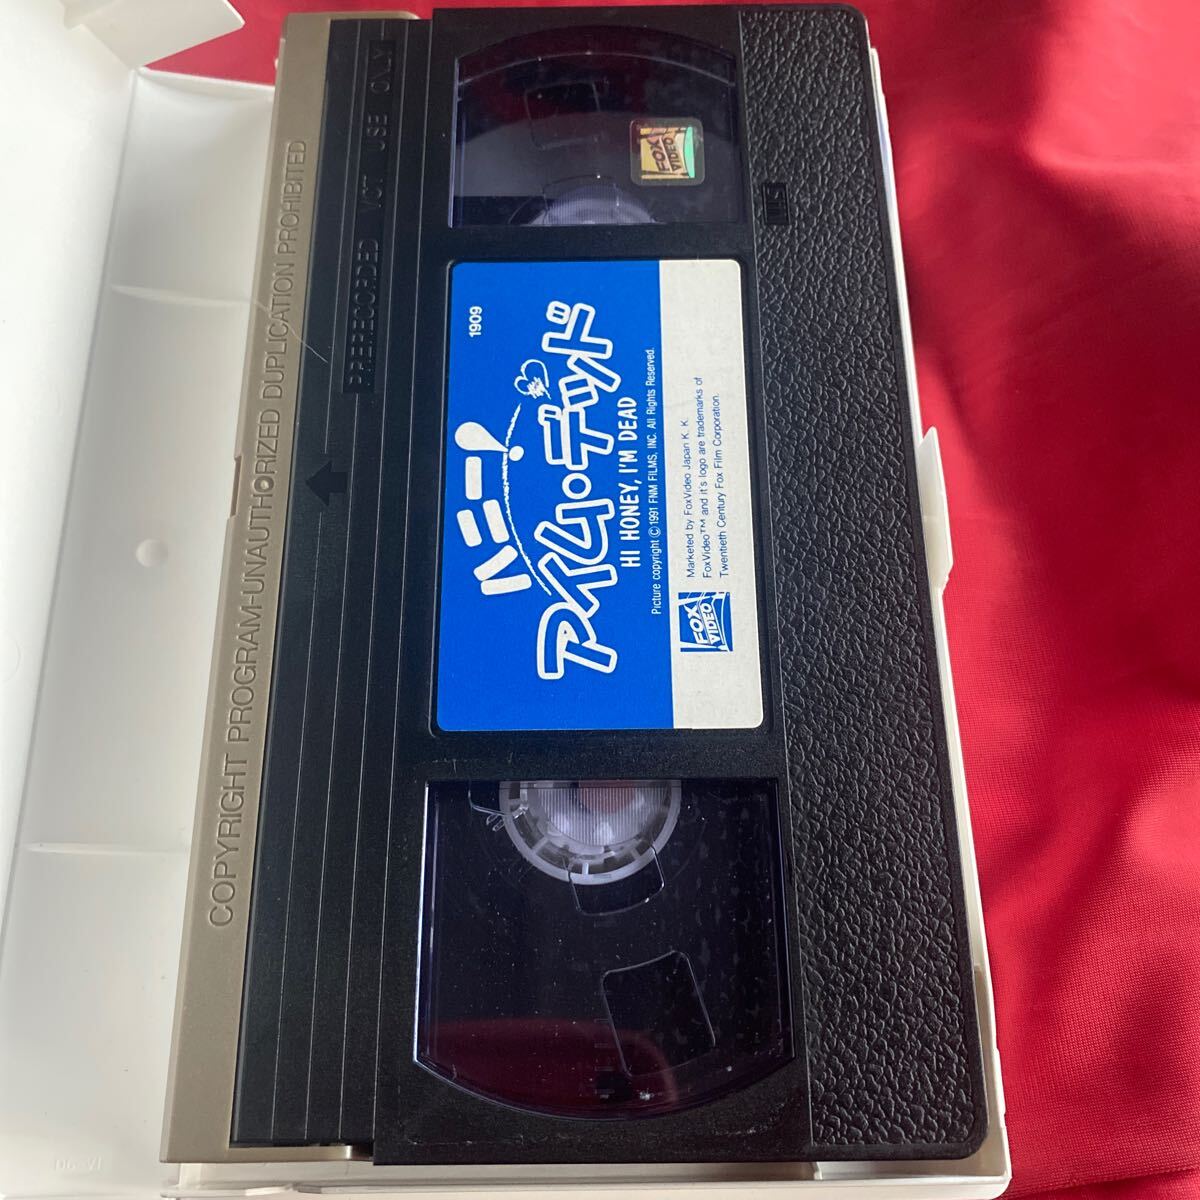 COPYRIGHT PROGRAM-UNAUTHORIZED DUPLICATION PROHIBITED
PRERECORDED NOT USE ONLY
FOX
VIDEO
VHS
1909
ハニー!
アイム・デッド
HI HONEY, I'M DEAD
Picture copyright © 1991 FNM FILMS, INC. All Rights Reserved.
FOX
VIDEO
Marketed by FoxVideo Japan K. K
FoxVideo™ and it's logo are trademarks of
Twentieth Century Fox Film Corporation.